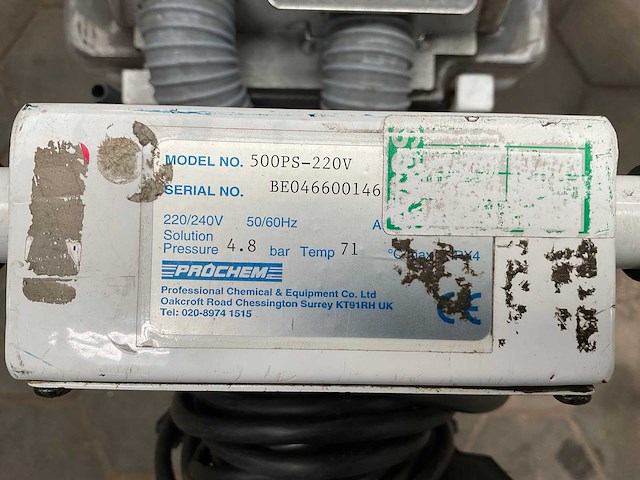 MODEL NO. 500PS-220V
SERIAL NO. BE046600146
220/240V 50/60Hz A
Solution
Pressure 4.8 bar Temp 71 °C max
PROCHEM
Professional Chemical & Equipment Co. Ltd
Oakcroft Road Chessington Surrey KT91RH UK
Tel: 020-8974 1515
CE